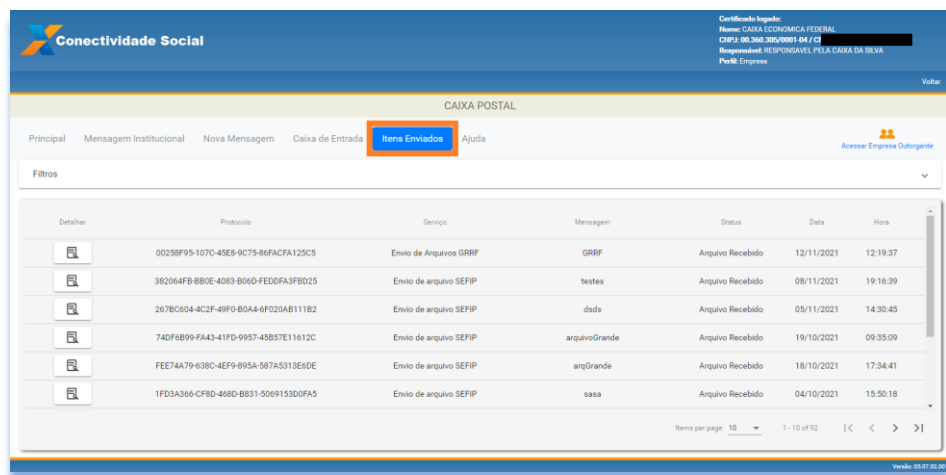 Conectividade Social
Certificado logado:
Nome: CAIXA ECONOMICA FEDERAL
CNPJ: 00.360.305/0001-04 /
Responsável: RESPONSAVEL PELA CAIXA DA SILVA
Perfil: Empresa
Voltar
CAIXA POSTAL
Principal Mensagem Institucional Nova Mensagem Caixa de Entrada Itens Enviados Ajuda
Acessar Empresa Outorgante
Filtros
Detalhar Protocolo Serviço Mensagem Status Data Hora
00258F95-107C-45E8-9C75-86FACFA125C5 Envio de Arquivos GRRF GRRF Arquivo Recebido 12/11/2021 12:19:37
382064FB-BB0E-4083-B06D-FEDDFA3FBD25 Envio de arquivo SEFIP testes Arquivo Recebido 08/11/2021 19:16:39
267BC604-4C2F-49F0-B0A4-6F020AB111B2 Envio de arquivo SEFIP dsds Arquivo Recebido 05/11/2021 14:30:45
74DF6B99-FA43-41FD-9957-45B57E11612C Envio de arquivo SEFIP arquivoGrande Arquivo Recebido 19/10/2021 09:35:09
FEE74A79-638C-4EF9-895A-587A5313E6DE Envio de arquivo SEFIP arqGrande Arquivo Recebido 18/10/2021 17:34:41
1FD3A366-CF8D-468D-B831-5069153D0FA5 Envio de arquivo SEFIP sasa Arquivo Recebido 04/10/2021 15:50:18
Items per page: 10 1 - 10 of 92
Versão: 03.07.02.00